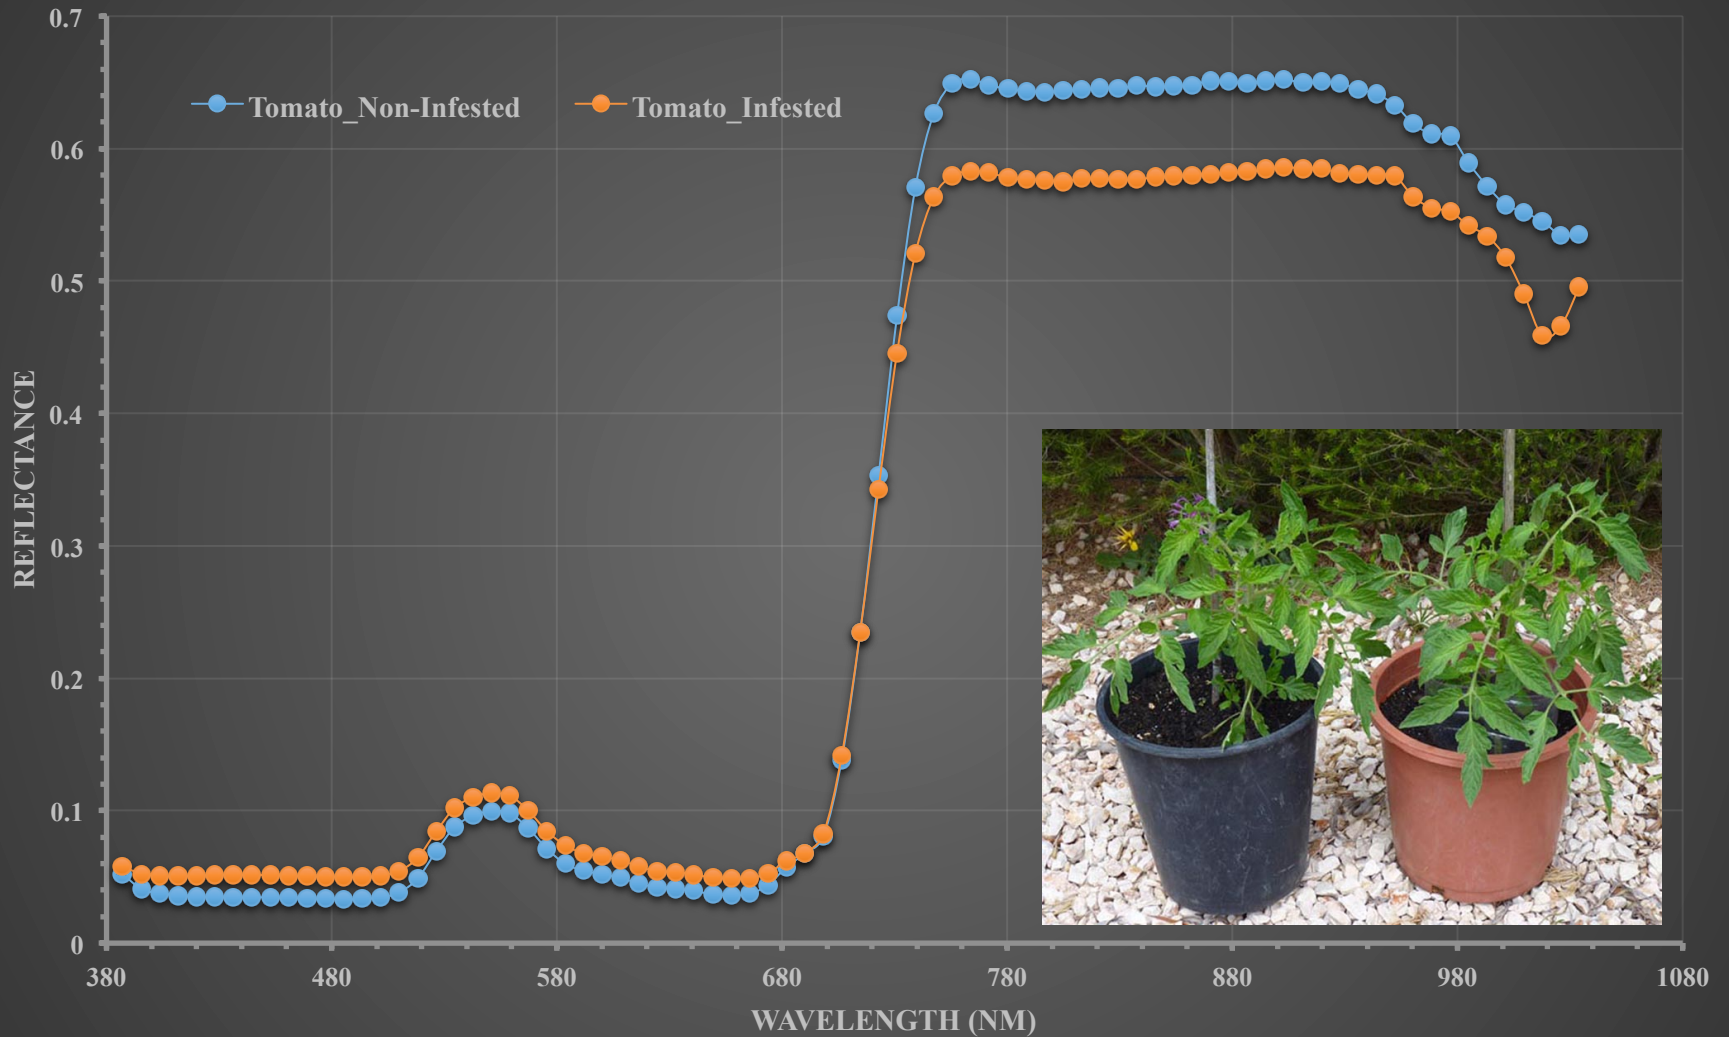 0.7
0.6
0.5
0.4
0.3
0.2
0.1
0
REFLECTANCE
Tomato_Non-Infested Tomato_Infested
380 480 580 680 780 880 980 1080
WAVELENGTH (NM)